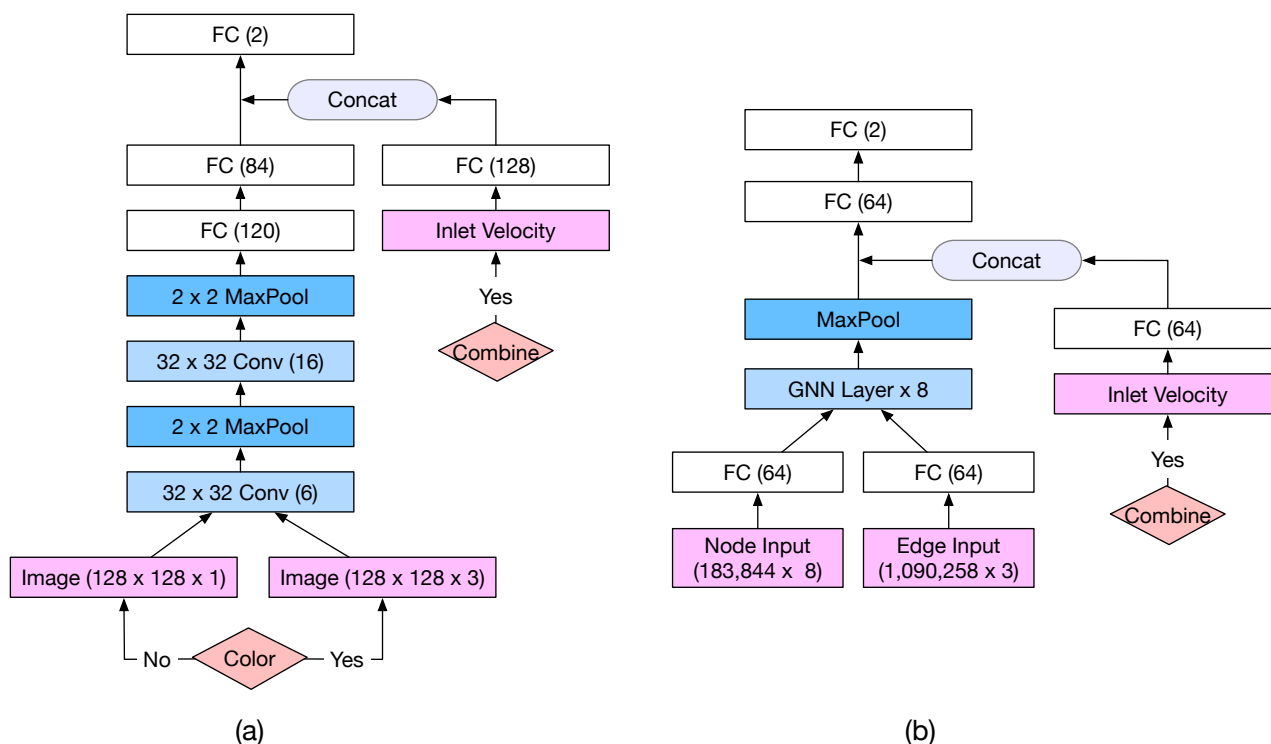 FC (2)
Concat
FC (84)
FC (128)
FC (120)
Inlet Velocity
2 x 2 MaxPool
Yes
32 x 32 Conv (16)
Combine
2 x 2 MaxPool
32 x 32 Conv (6)
Image (128 x 128 x 1)
Image (128 x 128 x 3)
No
Color
Yes
(a)
FC (2)
FC (64)
Concat
MaxPool
FC (64)
GNN Layer x 8
Inlet Velocity
FC (64)
FC (64)
Yes
Node Input
(183,844 x 8)
Edge Input
(1,090,258 x 3)
Combine
(b)